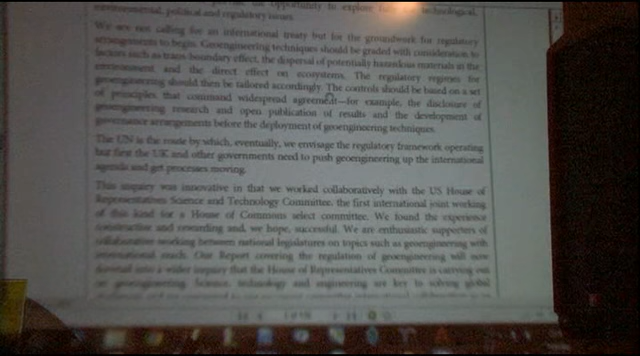 the opportunity to explore technological,
environmental, political and regulatory issues.
We are not calling for an international treaty but for the groundwork for regulatory
arrangements to begin. Geoengineering techniques should be graded with consideration to
factors such as trans-boundary effect, the dispersal of potentially hazardous materials in the
environment and the direct effect on ecosystems. The regulatory regimes for
geoengineering should then be tailored accordingly. The controls should be based on a set
of principles that command widespread agreement—for example, the disclosure of
geoengineering research and open publication of results and the development of
governance arrangements before the deployment of geoengineering techniques.
The UN is the route by which, eventually, we envisage the regulatory framework operating
but first the UK and other governments need to push geoengineering up the international
agenda and get processes moving.
This inquiry was innovative in that we worked collaboratively with the US House of
Representatives Science and Technology Committee, the first international joint working
of this kind for a House of Commons select committee. We found the experience
constructive and rewarding and, we hope, successful. We are enthusiastic supporters of
collaborative working between national legislatures on topics such as geoengineering with
international reach. Our Report covering the regulation of geoengineering will now
dovetail into a wider inquiry that the House of Representatives Committee is carrying out
on geoengineering. Science, technology and engineering are key to solving global